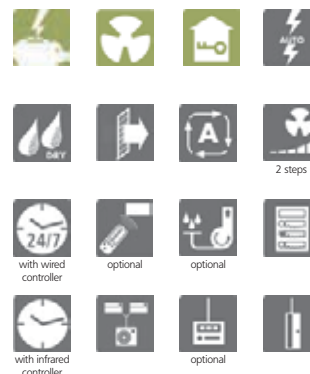 AUTO
DRY
A
2 steps
24/7
with wired
controller
optional
optional
with infrared
controller
optional